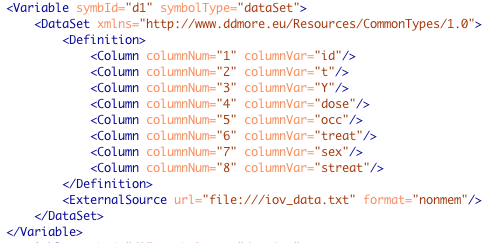 <Variable symbId="d1" symbolType="dataSet">
<DataSet xmlns="http://www.ddmore.eu/Resources/CommonTypes/1.0">
<Definition>
<Column columnNum="1" columnVar="id"/>
<Column columnNum="2" columnVar="t"/>
<Column columnNum="3" columnVar="Y"/>
<Column columnNum="4" columnVar="dose"/>
<Column columnNum="5" columnVar="occ"/>
<Column columnNum="6" columnVar="treat"/>
<Column columnNum="7" columnVar="sex"/>
<Column columnNum="8" columnVar="streat"/>
</Definition>
<ExternalSource url="file:///iov_data.txt" format="nonmem"/>
</DataSet>
</Variable>